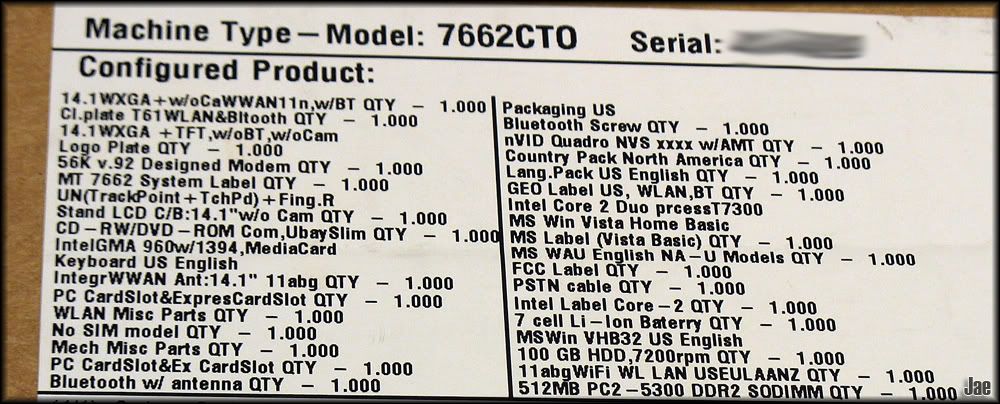 Machine Type – Model: 7662CTO Serial:
Configured Product:
14.1WXGA+w/oCaWWAN11n,w/BT QTY – 1.000
Cl.plate T61WLAN&Bltooth QTY – 1.000
14.1WXGA +TFT,w/oBT,w/oCam
Logo Plate QTY – 1.000
56K v.92 Designed Modem QTY – 1.000
MT 7662 System Label QTY – 1.000
UN(TrackPoint+TchPd)+Fing.R
Stand LCD C/B:14.1"w/o Cam QTY – 1.000
CD-RW/DVD-ROM Com,UbaySlim QTY – 1.000
IntelGMA 960w/1394,MediaCard
Keyboard US English
IntegrWWAN Ant:14.1" 11abg QTY – 1.000
PC CardSlot&ExpresCardSlot QTY – 1.000
WLAN Misc Parts QTY – 1.000
No SIM model QTY – 1.000
Mech Misc Parts QTY – 1.000
PC CardSlot&Ex CardSlot QTY – 1.000
Bluetooth w/ antenna QTY – 1.000
Packaging US
Bluetooth Screw QTY – 1.000
nVID Quadro NVS xxxx w/AMT QTY – 1.000
Country Pack North America QTY – 1.000
Lang.Pack US English QTY – 1.000
GEO Label US, WLAN,BT QTY – 1.000
Intel Core 2 Duo prcessT7300
MS Win Vista Home Basic
MS Label (Vista Basic) QTY – 1.000
MS WAU English NA-U Models QTY – 1.000
FCC Label QTY – 1.000
PSTN cable QTY – 1.000
Intel Label Core-2 QTY – 1.000
7 cell Li-Ion Baterry QTY – 1.000
MSWin VHB32 US English
100 GB HDD,7200rpm QTY – 1.000
11abgWiFi WL LAN USEULAANZ QTY – 1.000
512MB PC2-5300 DDR2 SODIMM QTY – 1.000
Jae